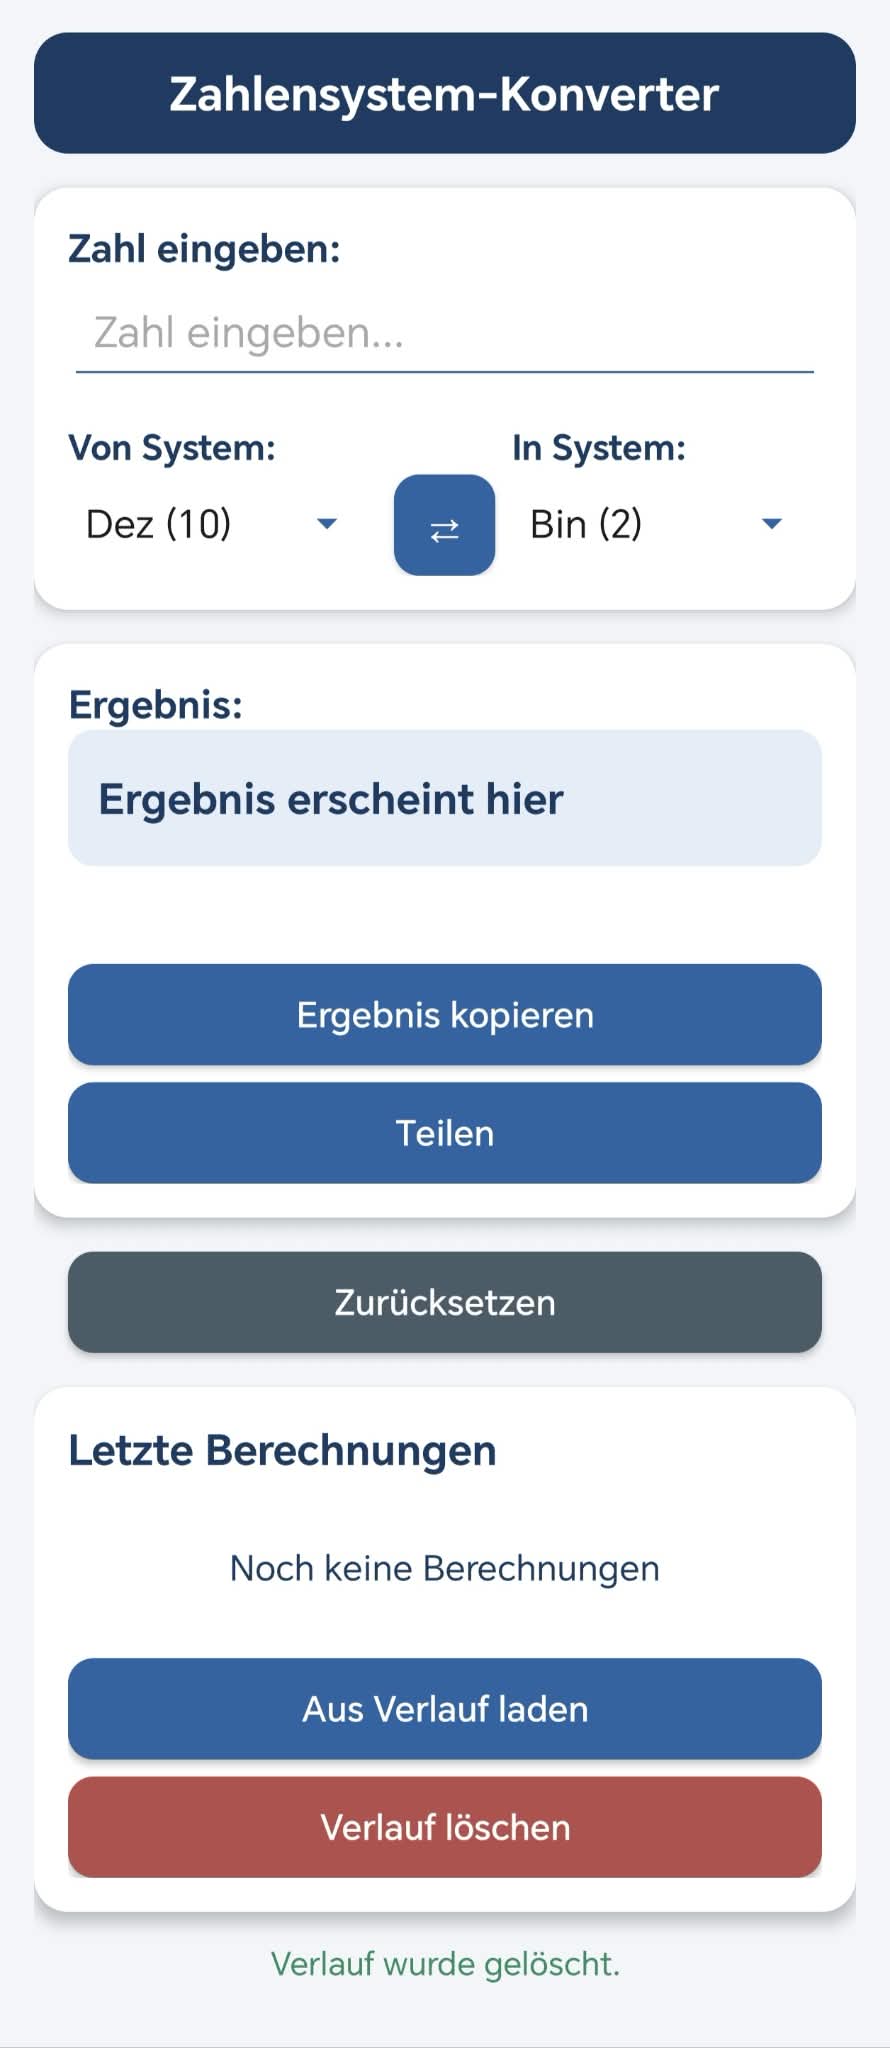 Zahlensystem-Konverter
Zahl eingeben:
Zahl eingeben...
Von System:
In System:
Dez (10)
⇄
Bin (2)
Ergebnis:
Ergebnis erscheint hier
Ergebnis kopieren
Teilen
Zurücksetzen
Letzte Berechnungen
Noch keine Berechnungen
Aus Verlauf laden
Verlauf löschen
Verlauf wurde gelöscht.